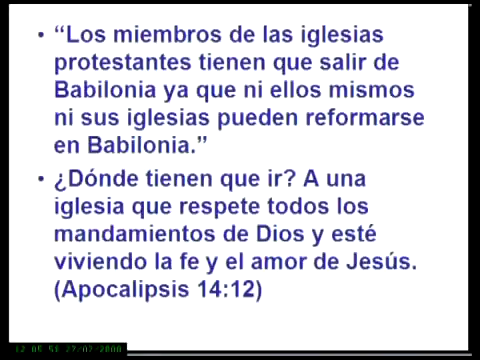 • “Los miembros de las iglesias
protestantes tienen que salir de
Babilonia ya que ni ellos mismos
ni sus iglesias pueden reformarse
en Babilonia.”
• ¿Dónde tienen que ir? A una
iglesia que respete todos los
mandamientos de Dios y esté
viviendo la fe y el amor de Jesús.
(Apocalipsis 14:12)